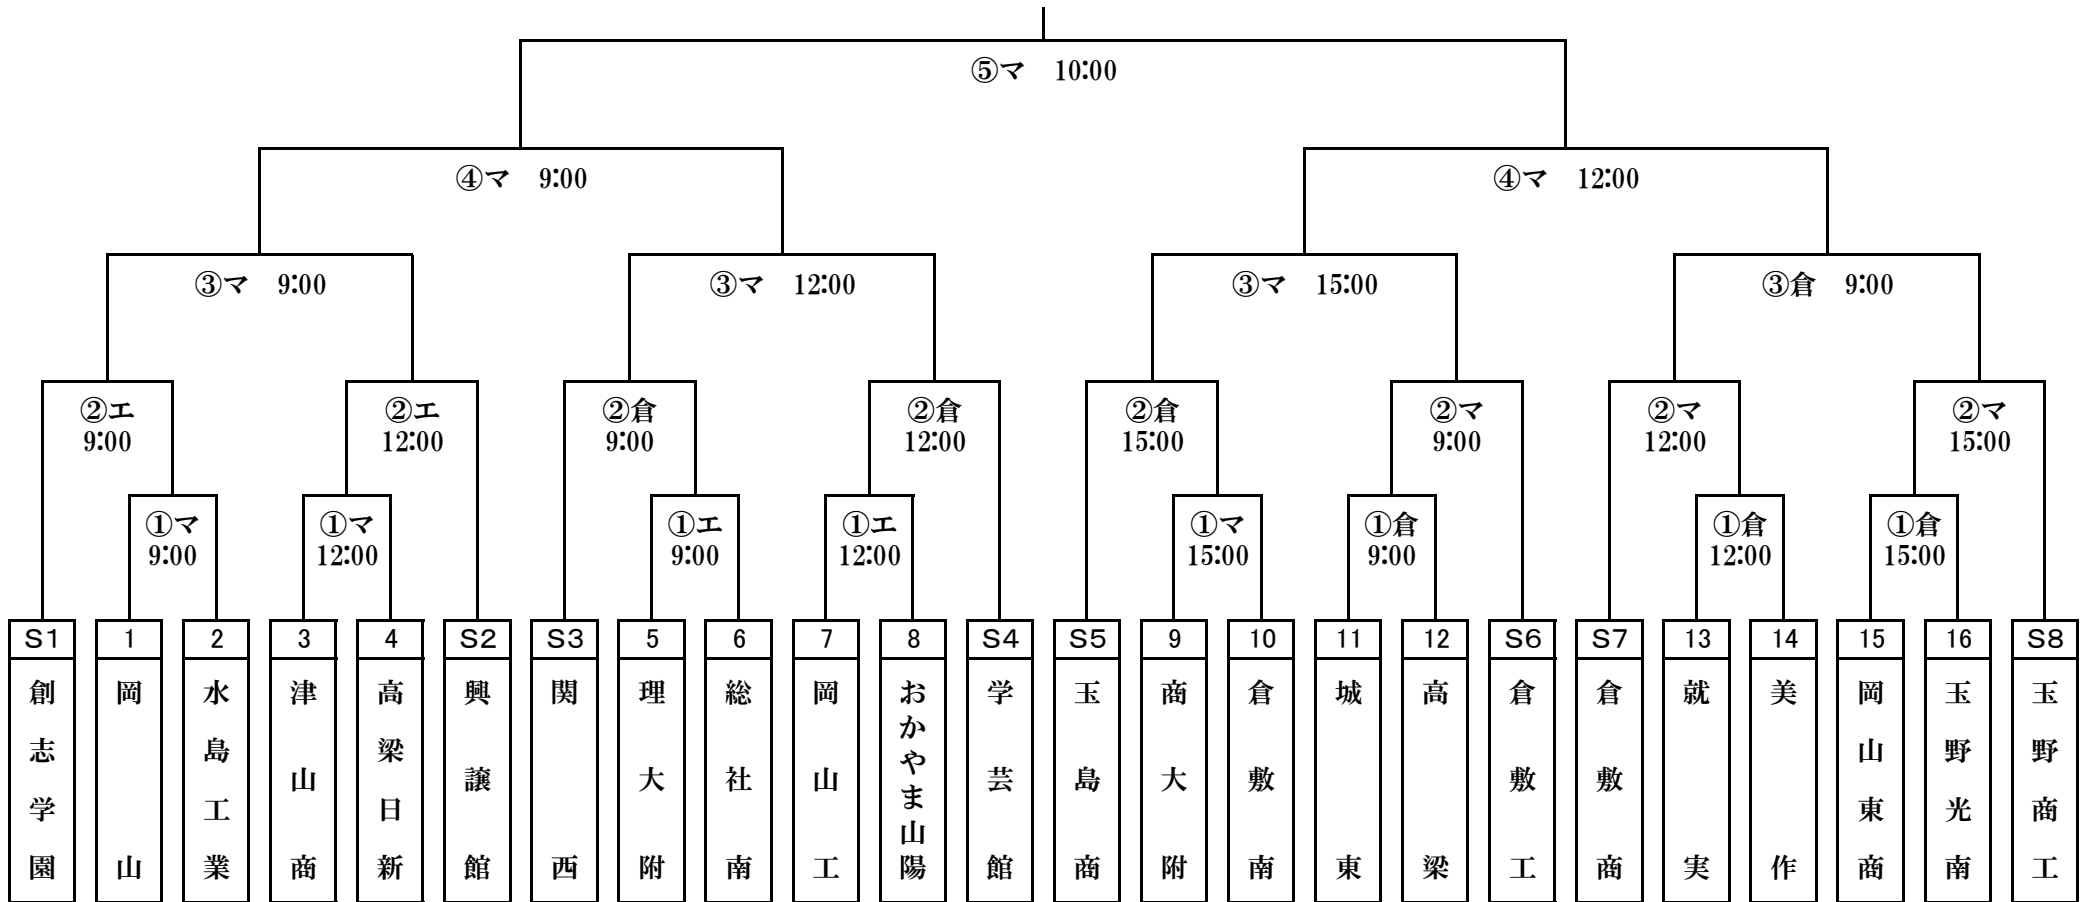 ⑤マ 10:00
④マ 9:00
④マ 12:00
③マ 9:00
③マ 12:00
③マ 15:00
③倉 9:00
②エ
9:00
②エ
12:00
②倉
9:00
②倉
12:00
②倉
15:00
②マ
9:00
②マ
12:00
②マ
15:00
①マ
9:00
①マ
12:00
①エ
9:00
①エ
12:00
①マ
15:00
①倉
9:00
①倉
12:00
①倉
15:00
S1
創志学園
1
岡山
2
水島工業
3
津山商
4
高梁日新
S2
興譲館
S3
関西
5
理大附
6
総社南
7
岡山工
8
おかやま山陽
S4
学芸館
S5
玉島商
9
商大附
10
倉敷南
11
城東
12
高梁
S6
倉敷工
S7
倉敷商
13
就実
14
美作
15
岡山東商
16
玉野光南
S8
玉野商工